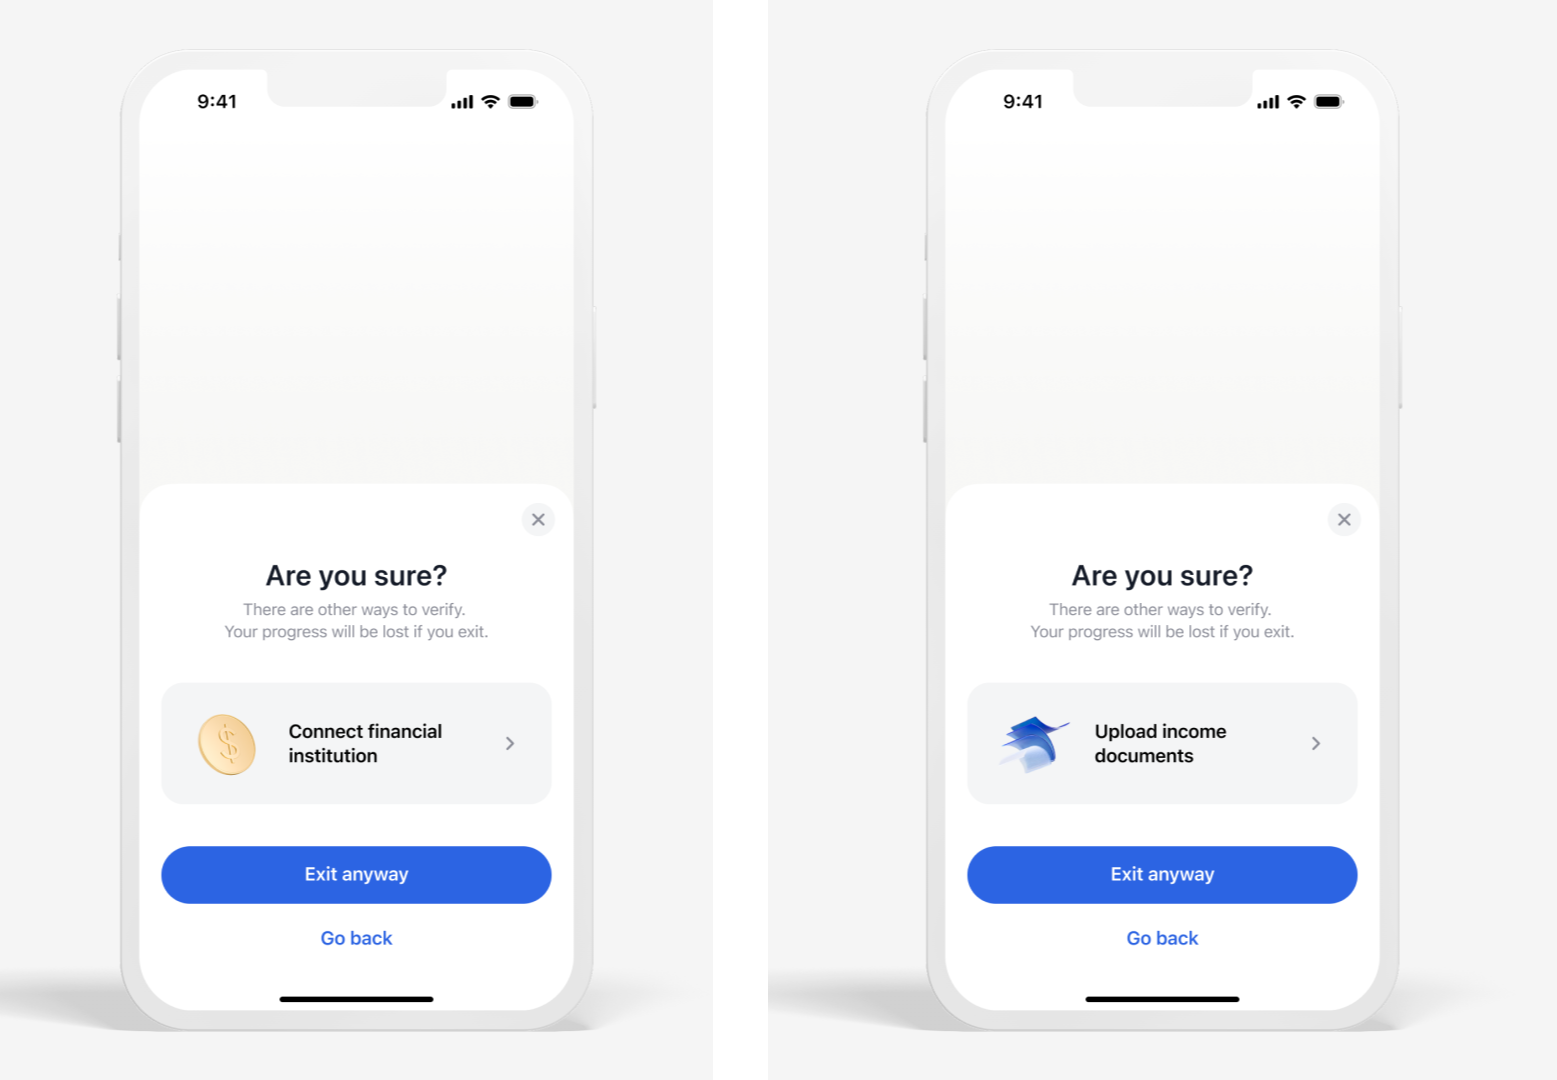 9:41
Are you sure?
There are other ways to verify.
Your progress will be lost if you exit.
$
Connect financial
institution
Exit anyway
Go back
9:41
Are you sure?
There are other ways to verify.
Your progress will be lost if you exit.
Upload income
documents
Exit anyway
Go back